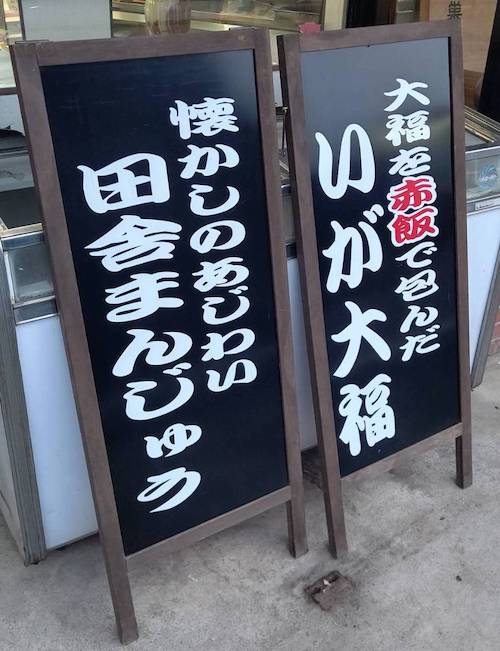 大福を赤飯で包んだ
いが大福
懐かしのあじわい
田舎まんじゅう